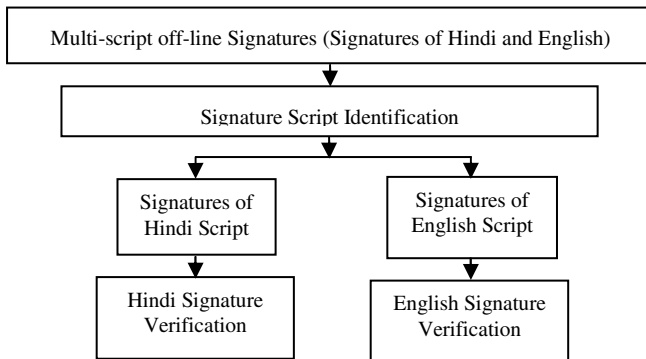 Multi-script off-line Signatures (Signatures of Hindi and English)
Signature Script Identification
Signatures of
Hindi Script
Signatures of
English Script
Hindi Signature
Verification
English Signature
Verification